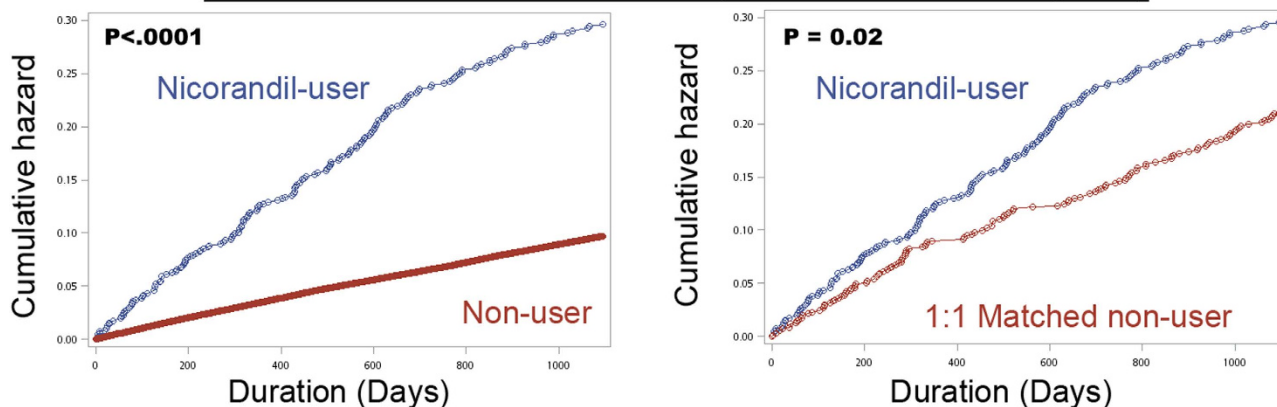 P<.0001
Nicorandil-user
Non-user
Cumulative hazard
0.30
0.25
0.20
0.15
0.10
0.05
0.00
0 200 400 600 800 1000
Duration (Days)
P = 0.02
Nicorandil-user
1:1 Matched non-user
Cumulative hazard
0.30
0.25
0.20
0.15
0.10
0.05
0.00
0 200 400 600 800 1000
Duration (Days)